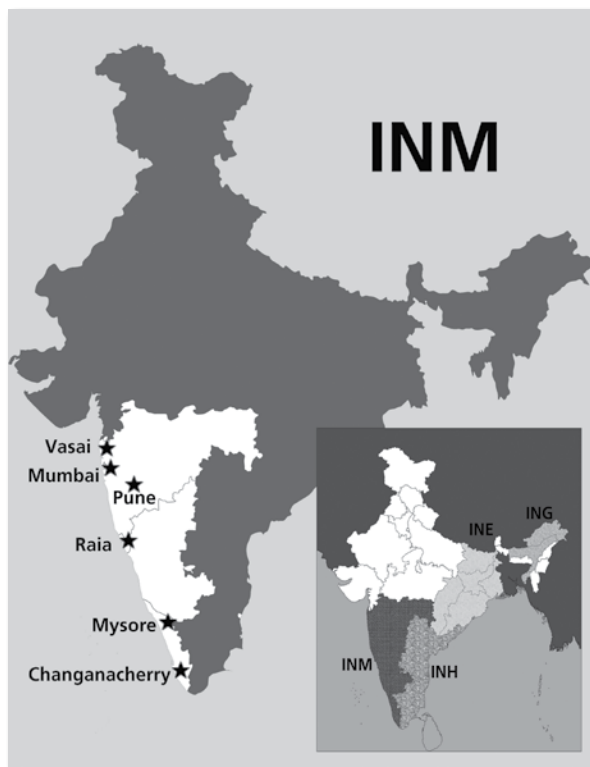 INM
Vasai
Mumbai
Pune
Raia
Mysore
Changanacherry
INE
ING
INM
INH